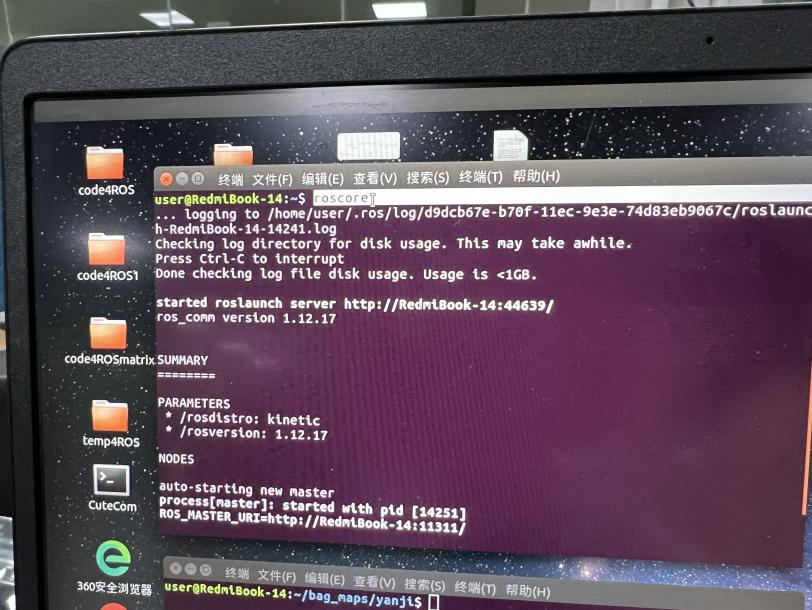 code4ROS
code4ROS1
code4ROSmatrix
temp4ROS
CuteCom
360安全浏览器
终端 文件(F) 编辑(E) 查看(V) 搜索(S) 终端(T) 帮助(H)
user@RedmiBook-14:~$ roscore
... logging to /home/user/.ros/log/d9dcb67e-b70f-11ec-9e3e-74d83eb9067c/roslaunc
h-RedmiBook-14-14241.log
Checking log directory for disk usage. This may take awhile.
Press Ctrl-C to interrupt
Done checking log file disk usage. Usage is <1GB.
started roslaunch server http://RedmiBook-14:44639/
ros_comm version 1.12.17
SUMMARY
========
PARAMETERS
* /rosdistro: kinetic
* /rosversion: 1.12.17
NODES
auto-starting new master
process[master]: started with pid [14251]
ROS_MASTER_URI=http://RedmiBook-14:11311/
终端 文件(F) 编辑(E) 查看(V) 搜索(S) 终端(T) 帮助(H)
user@RedmiBook-14:~/bag_maps/yanji$